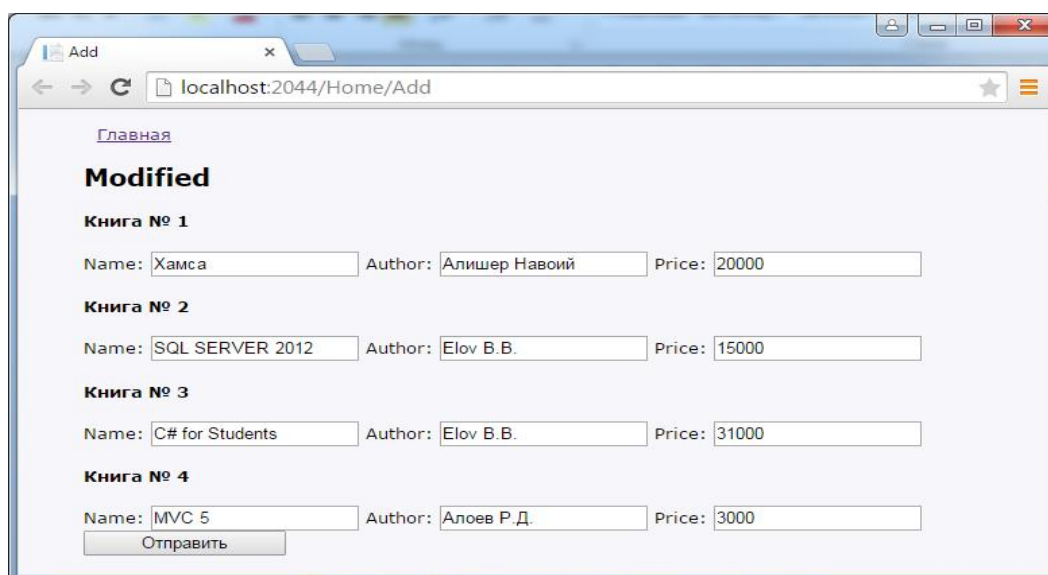 Add
localhost:2044/Home/Add
Главная
Modified
Книга № 1
Name: Хамса Author: Алишер Навоий Price: 20000
Книга № 2
Name: SQL SERVER 2012 Author: Elov B.B. Price: 15000
Книга № 3
Name: C# for Students Author: Elov B.B. Price: 31000
Книга № 4
Name: MVC 5 Author: Алоев Р.Д. Price: 3000
Отправить